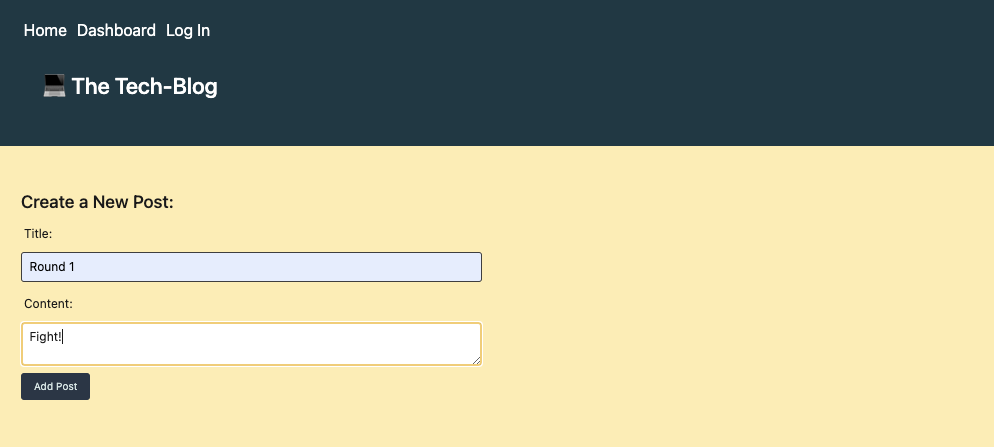 Home Dashboard Log In
💻 The Tech-Blog
Create a New Post:
Title:
Round 1
Content:
Fight!
Add Post